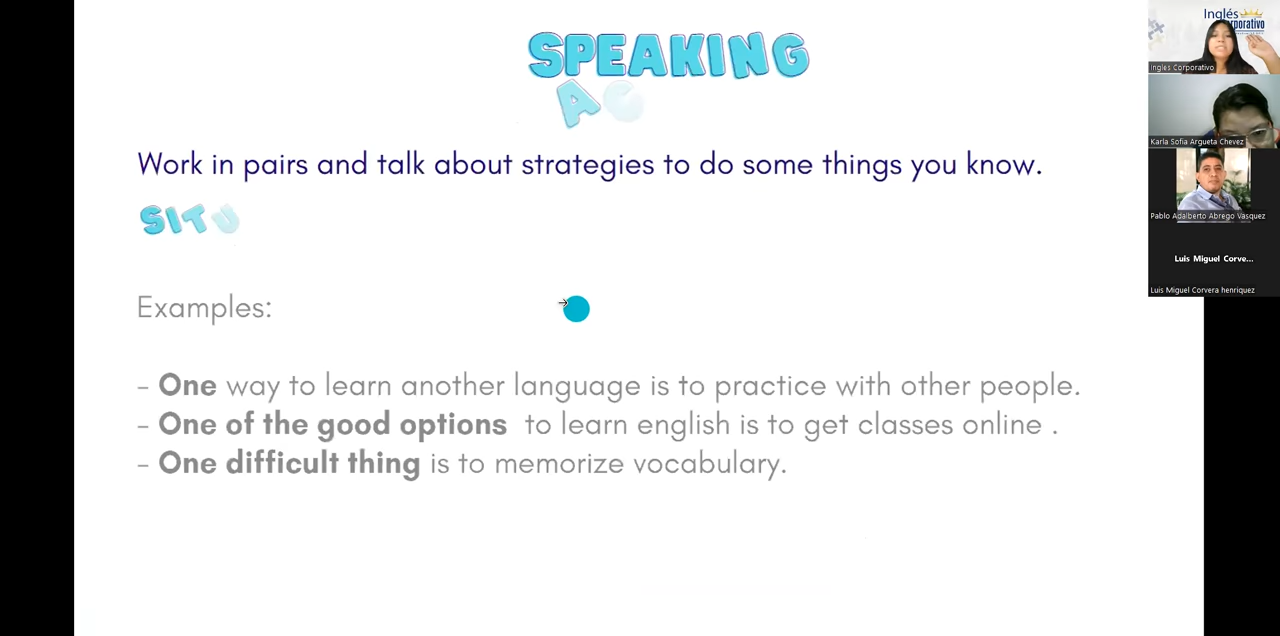 SPEAKING
AC
Work in pairs and talk about strategies to do some things you know.
SITU
Examples:
- One way to learn another language is to practice with other people.
- One of the good options to learn english is to get classes online .
- One difficult thing is to memorize vocabulary.
Inglés
Corporativo
Ingles Corporativo
Karla Sofia Argueta Chevez
Pablo Adalberto Abrego Vasquez
Luis Miguel Corve...
Luis Miguel Corvera henriquez